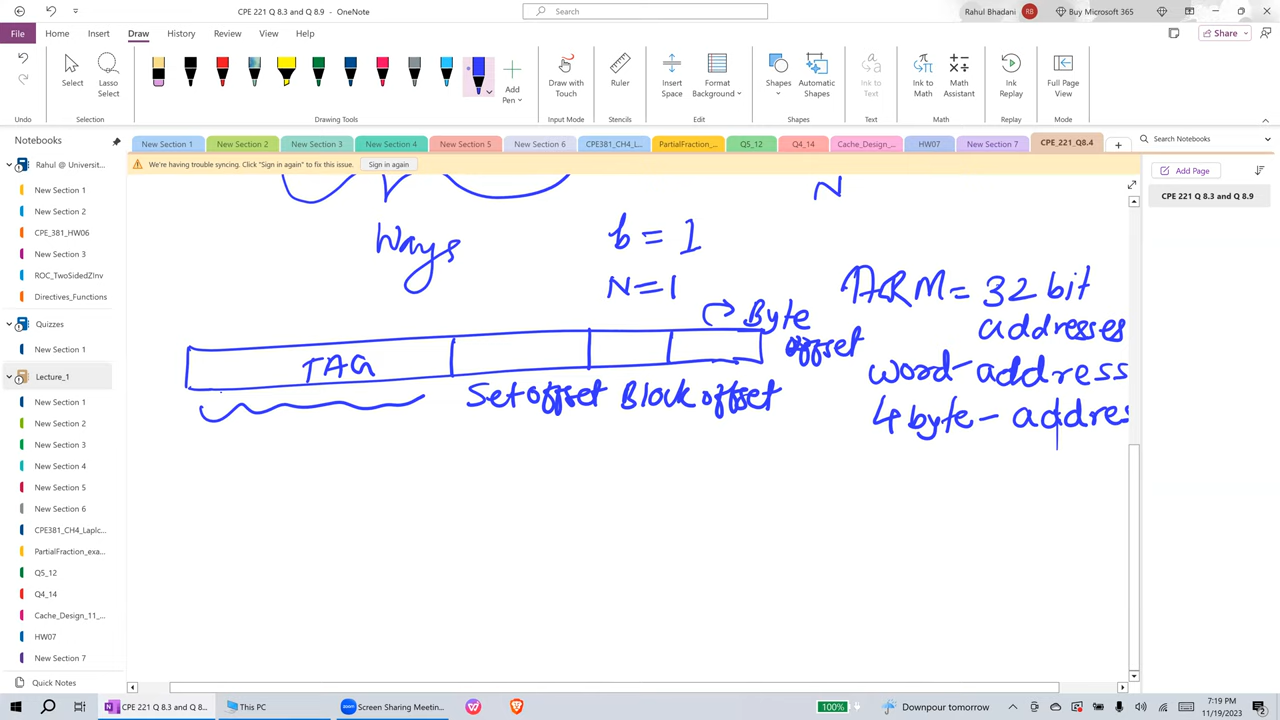 CPE 221 Q 8.3 and Q 8.9 - OneNote
Search
Rahul Bhadani
RB
Buy Microsoft 365
File
Home
Insert
Draw
History
Review
View
Help
Share
Undo
Select
Lasso Select
Add Pen
Draw with Touch
Ruler
Insert Space
Format Background
Shapes
Automatic Shapes
Ink to Text
Ink to Math
Math Assistant
Ink Replay
Full Page View
Undo
Selection
Drawing Tools
Input Mode
Stencils
Edit
Shapes
Text
Math
Replay
Mode
Notebooks
New Section 1
New Section 2
New Section 3
New Section 4
New Section 5
New Section 6
CPE381_CH4_L...
PartialFraction_...
Q5_12
Q4_14
Cache_Design_...
HW07
New Section 7
CPE_221_Q8.4
Search Notebooks
We're having trouble syncing. Click "Sign in again" to fix this issue.
Sign in again
Add Page
CPE 221 Q 8.3 and Q 8.9
Rahul @ Universit...
New Section 1
New Section 2
CPE_381_HW06
New Section 3
ROC_TwoSidedZInv
Directives_Functions
Quizzes
New Section 1
Lecture_1
New Section 1
New Section 2
New Section 3
New Section 4
New Section 5
New Section 6
CPE381_CH4_Laplc...
PartialFraction_exa...
Q5_12
Q4_14
Cache_Design_11_...
HW07
New Section 7
Quick Notes
N
Ways
b = 1
N=1
Byte offset
ARM = 32 bit
addresses
word-address
4 byte- addres
TAG
Set offset
Block offset
CPE 221 Q 8.3 and Q 8...
This PC
Screen Sharing Meetin...
100%
Downpour tomorrow
7:19 PM
11/19/2023
2